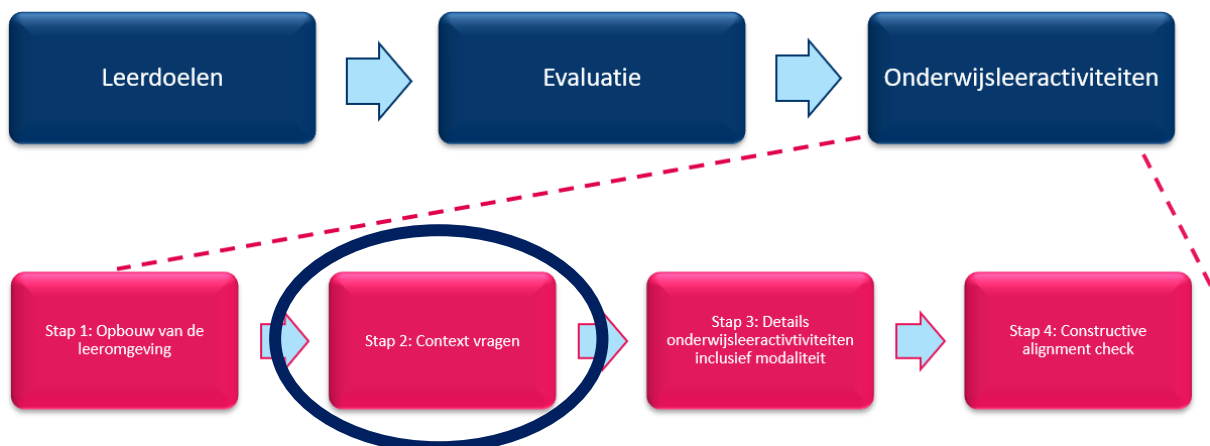 Leerdoelen
Evaluatie
Onderwijsleeractiviteiten
Stap 1: Opbouw van de
leeromgeving
Stap 2: Context vragen
Stap 3: Details
onderwijsleeractivtiviteiten
inclusief modaliteit
Stap 4: Constructive
alignment check